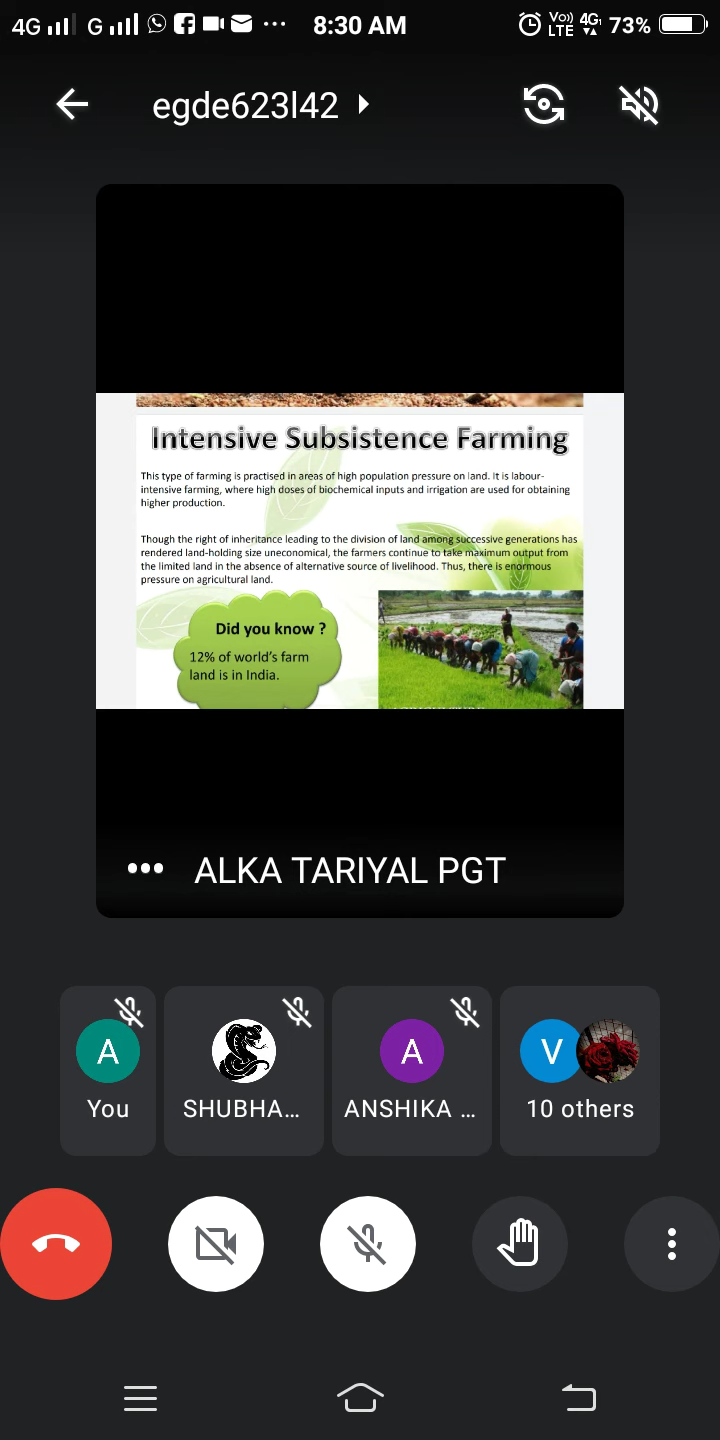 4G G 8:30 AM Vo)) LTE 4G 73%
egde623l42
Intensive Subsistence Farming
This type of farming is practised in areas of high population pressure on land. It is labour-
intensive farming, where high doses of biochemical inputs and irrigation are used for obtaining
higher production.
Though the right of inheritance leading to the division of land among successive generations has
rendered land-holding size uneconomical, the farmers continue to take maximum output from
the limited land in the absence of alternative source of livelihood. Thus, there is enormous
pressure on agricultural land.
Did you know ?
12% of world's farm
land is in India.
ALKA TARIYAL PGT
A A V
You SHUBHA... ANSHIKA ... 10 others